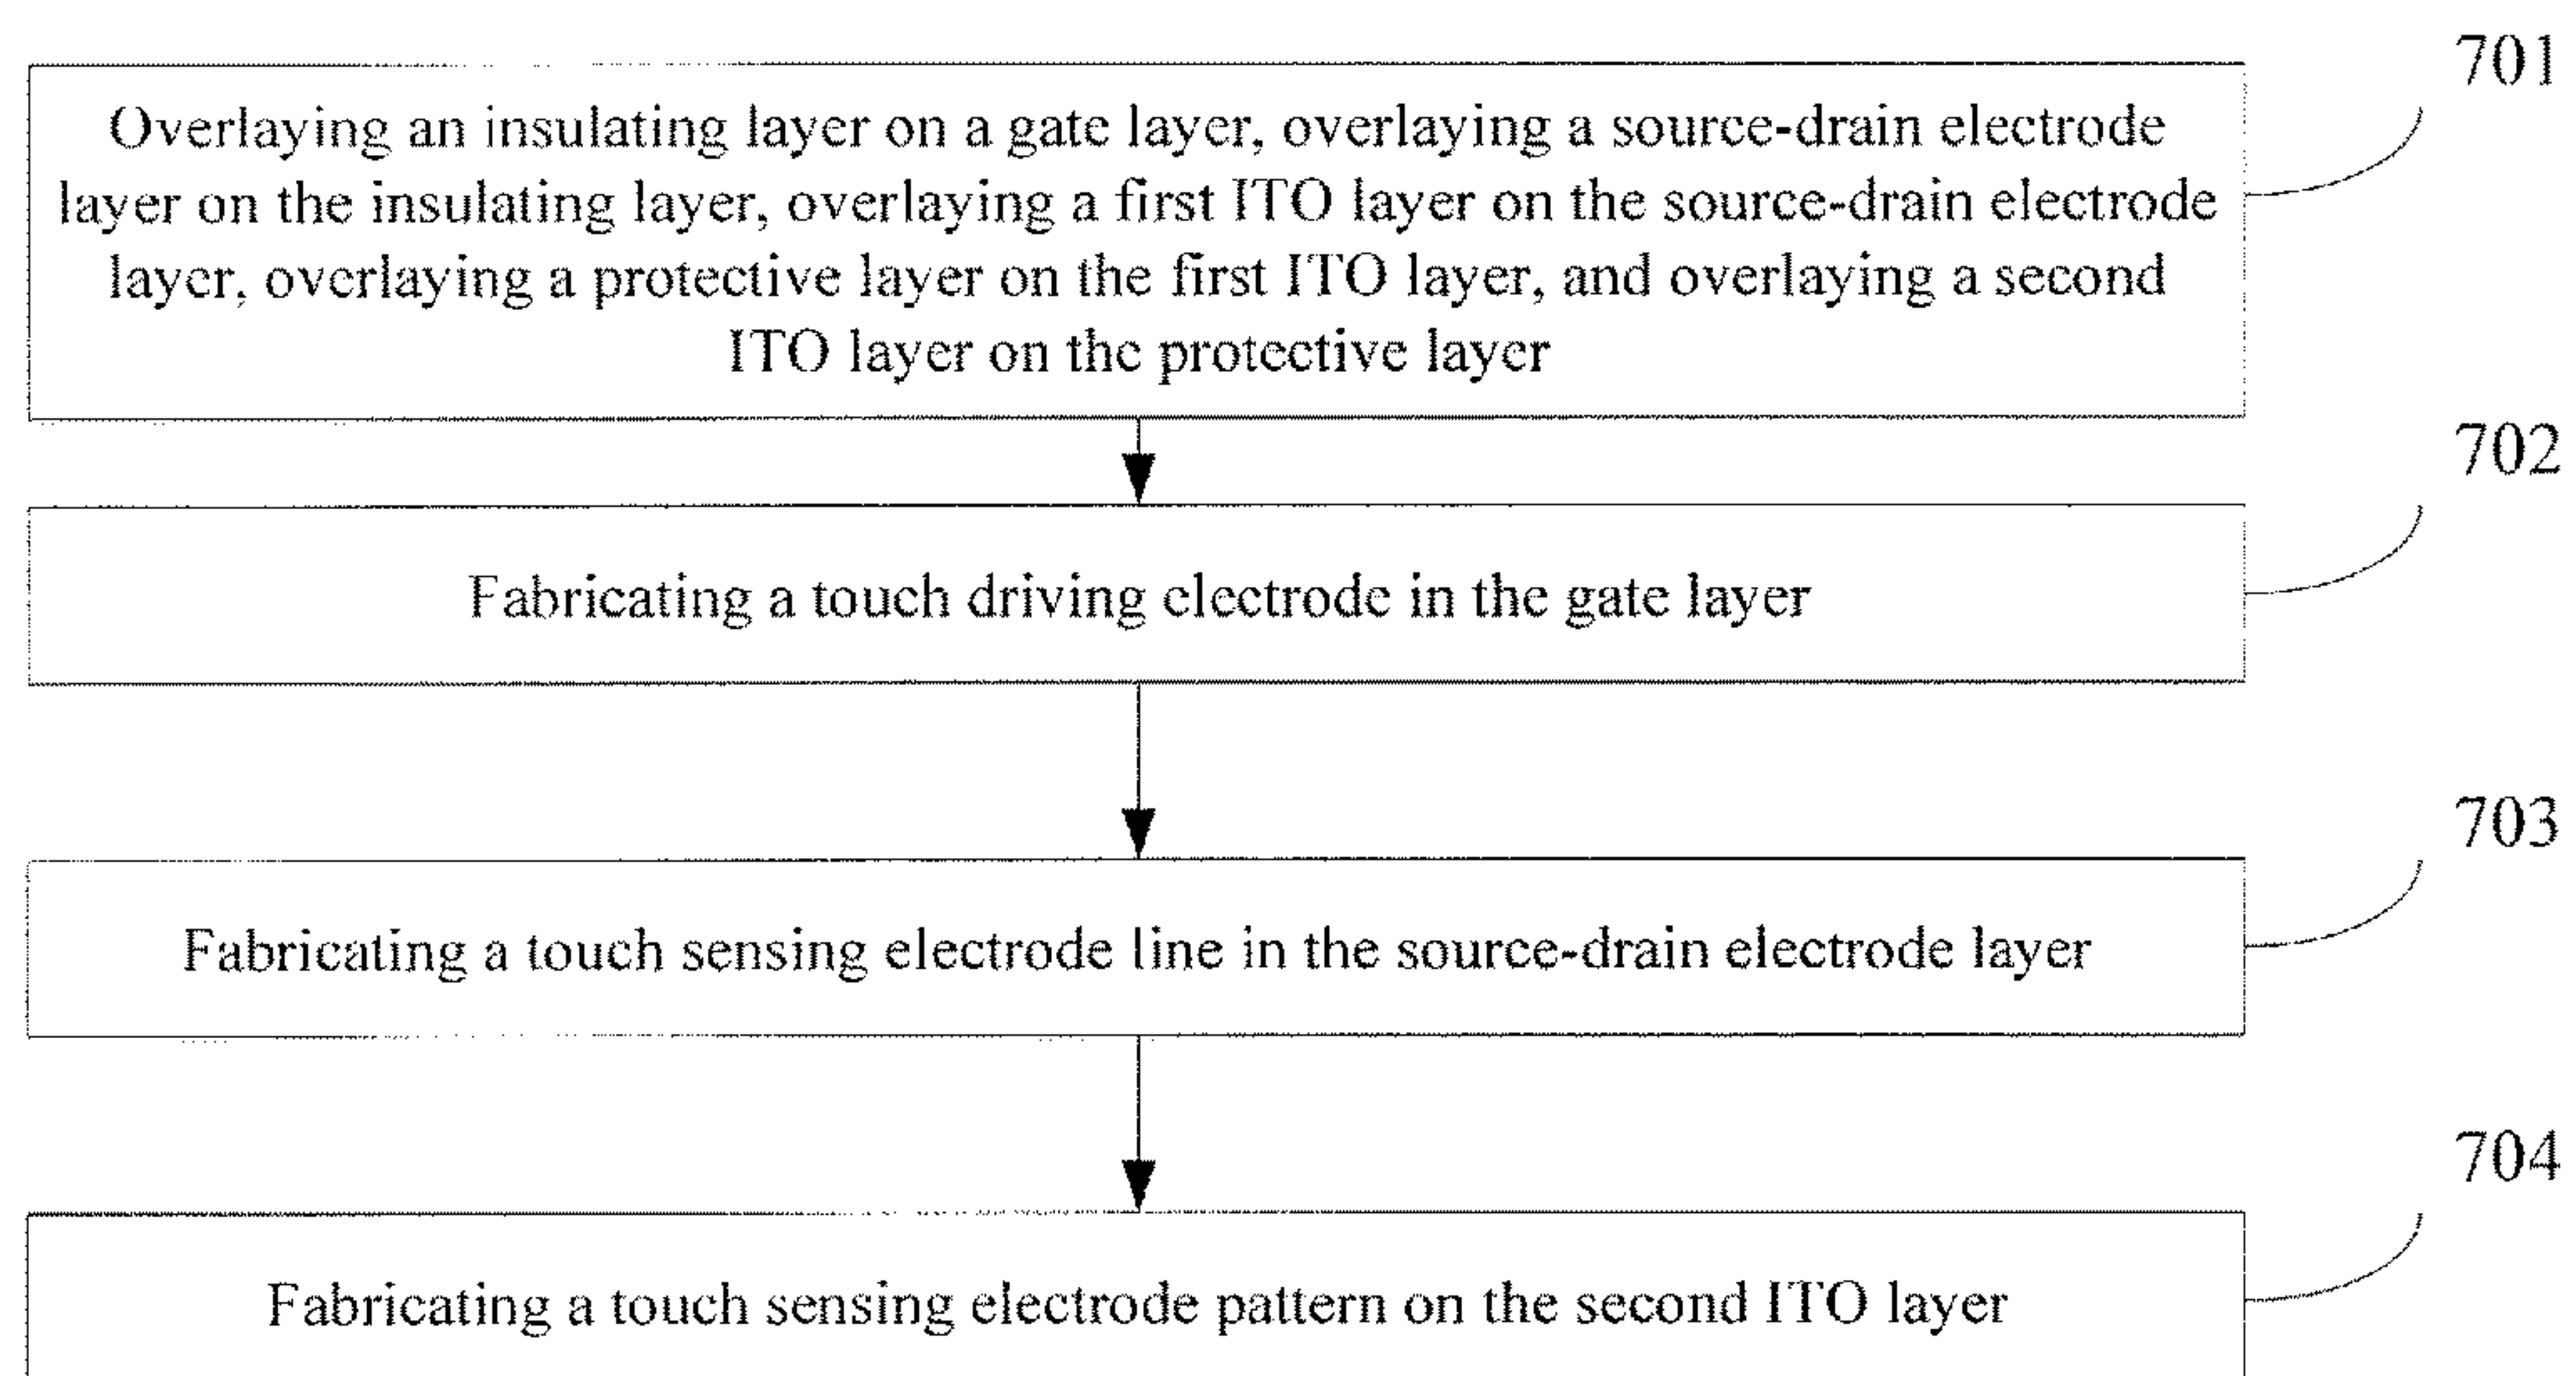 701
Overlaying an insulating layer on a gate layer, overlaying a source-drain electrode
layer on the insulating layer, overlaying a first ITO layer on the source-drain electrode
layer, overlaying a protective layer on the first ITO layer, and overlaying a second
ITO layer on the protective layer
702
Fabricating a touch driving electrode in the gate layer
703
Fabricating a touch sensing electrode line in the source-drain electrode layer
704
Fabricating a touch sensing electrode pattern on the second ITO layer